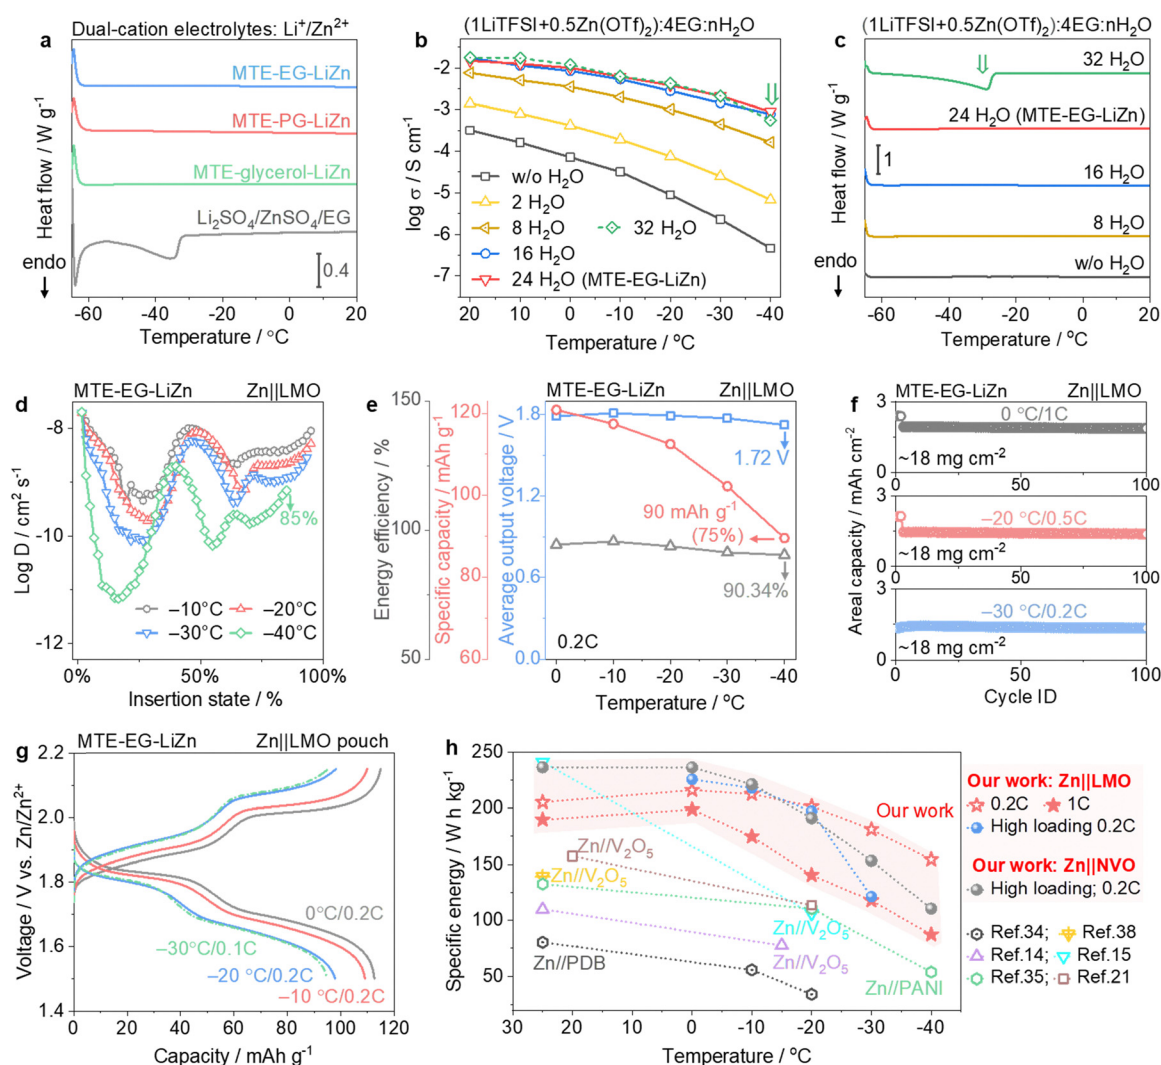 a
Dual-cation electrolytes: Li⁺/Zn²⁺
MTE-EG-LiZn
MTE-PG-LiZn
MTE-glycerol-LiZn
Li₂SO₄/ZnSO₄/EG
0.4
Heat flow / W g⁻¹
endo
-60 -40 -20 0 20
Temperature / °C
b
(1LiTFSI+0.5Zn(OTf)₂):4EG:nH₂O
-2
-3
-4
-5
-6
-7
log σ / S cm⁻¹
w/o H₂O
2 H₂O
8 H₂O
32 H₂O
16 H₂O
24 H₂O (MTE-EG-LiZn)
20 10 0 -10 -20 -30 -40
Temperature / °C
c
(1LiTFSI+0.5Zn(OTf)₂):4EG:nH₂O
32 H₂O
24 H₂O (MTE-EG-LiZn)
1
16 H₂O
8 H₂O
w/o H₂O
Heat flow / W g⁻¹
endo
-60 -40 -20 0 20
Temperature / °C
d
MTE-EG-LiZn Zn||LMO
-8
-10
-12
Log D / cm² s⁻¹
85%
–10°C –20°C
–30°C –40°C
0% 50% 100%
Insertion state / %
e
MTE-EG-LiZn Zn||LMO
150
100
50
Energy efficiency / %
120
100
80
60
Specific capacity / mAh g⁻¹
1.8
1.2
0.6
0.0
Average output voltage / V
1.72 V
90 mAh g⁻¹
(75%)
90.34%
0.2C
0 -10 -20 -30 -40
Temperature / °C
f
MTE-EG-LiZn Zn||LMO
3
0
0 °C/1C
~18 mg cm⁻²
0 50 100
3
0
–20 °C/0.5C
~18 mg cm⁻²
0 50 100
3
0
–30 °C/0.2C
~18 mg cm⁻²
0 50 100
Areal capacity / mAh cm⁻²
Cycle ID
g
MTE-EG-LiZn Zn||LMO pouch
2.2
2.0
1.8
1.6
1.4
Voltage / V vs. Zn/Zn²⁺
0°C/0.2C
–30°C/0.1C
–20 °C/0.2C
–10 °C/0.2C
0 20 40 60 80 100 120
Capacity / mAh g⁻¹
h
250
200
150
100
50
Specific energy / W h kg⁻¹
Our work
Zn//V₂O₅
Zn//V₂O₅
Zn//V₂O₅
Zn//V₂O₅
Zn//PDB
Zn//PANI
30 20 0 -10 -20 -30 -40
Temperature / °C
Our work: Zn||LMO
0.2C 1C
High loading 0.2C
Our work: Zn||NVO
High loading; 0.2C
Ref.34; Ref.38
Ref.14; Ref.15
Ref.35; Ref.21